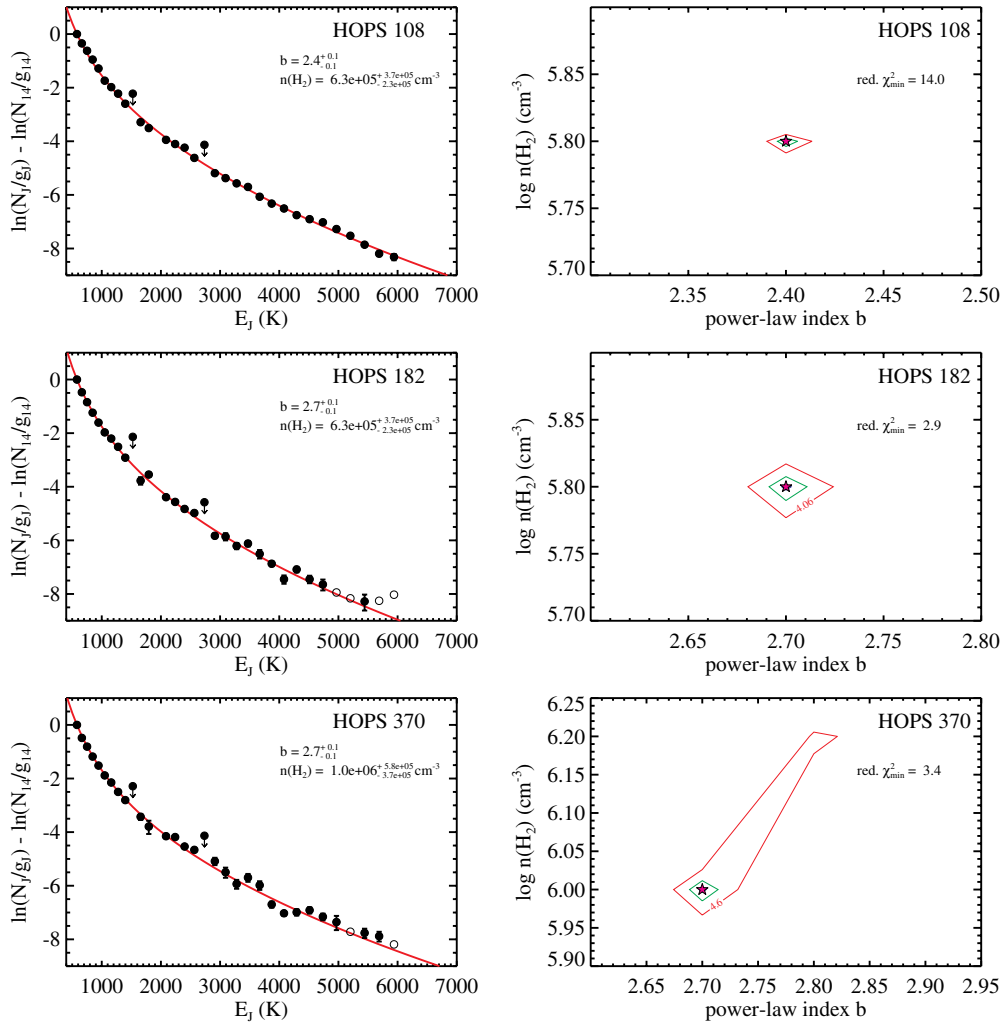 HOPS 108
b = 2.4 +0.1 -0.1
n(H2) = 6.3e+05 +3.7e+05 -2.3e+05 cm-3
0
-2
-4
-6
-8
ln(NJ/gJ) - ln(N14/g14)
1000 2000 3000 4000 5000 6000 7000
EJ (K)
HOPS 108
red. χ2min = 14.0
5.85
5.80
5.75
5.70
log n(H2) (cm-3)
2.35 2.40 2.45 2.50
power-law index b
HOPS 182
b = 2.7 +0.1 -0.1
n(H2) = 6.3e+05 +3.7e+05 -2.3e+05 cm-3
0
-2
-4
-6
-8
ln(NJ/gJ) - ln(N14/g14)
1000 2000 3000 4000 5000 6000 7000
EJ (K)
HOPS 182
red. χ2min = 2.9
4.06
5.85
5.80
5.75
5.70
log n(H2) (cm-3)
2.65 2.70 2.75 2.80
power-law index b
HOPS 370
b = 2.7 +0.1 -0.1
n(H2) = 1.0e+06 +5.8e+05 -3.7e+05 cm-3
0
-2
-4
-6
-8
ln(NJ/gJ) - ln(N14/g14)
1000 2000 3000 4000 5000 6000 7000
EJ (K)
HOPS 370
red. χ2min = 3.4
4.6
6.25
6.20
6.15
6.10
6.05
6.00
5.95
5.90
log n(H2) (cm-3)
2.65 2.70 2.75 2.80 2.85 2.90 2.95
power-law index b